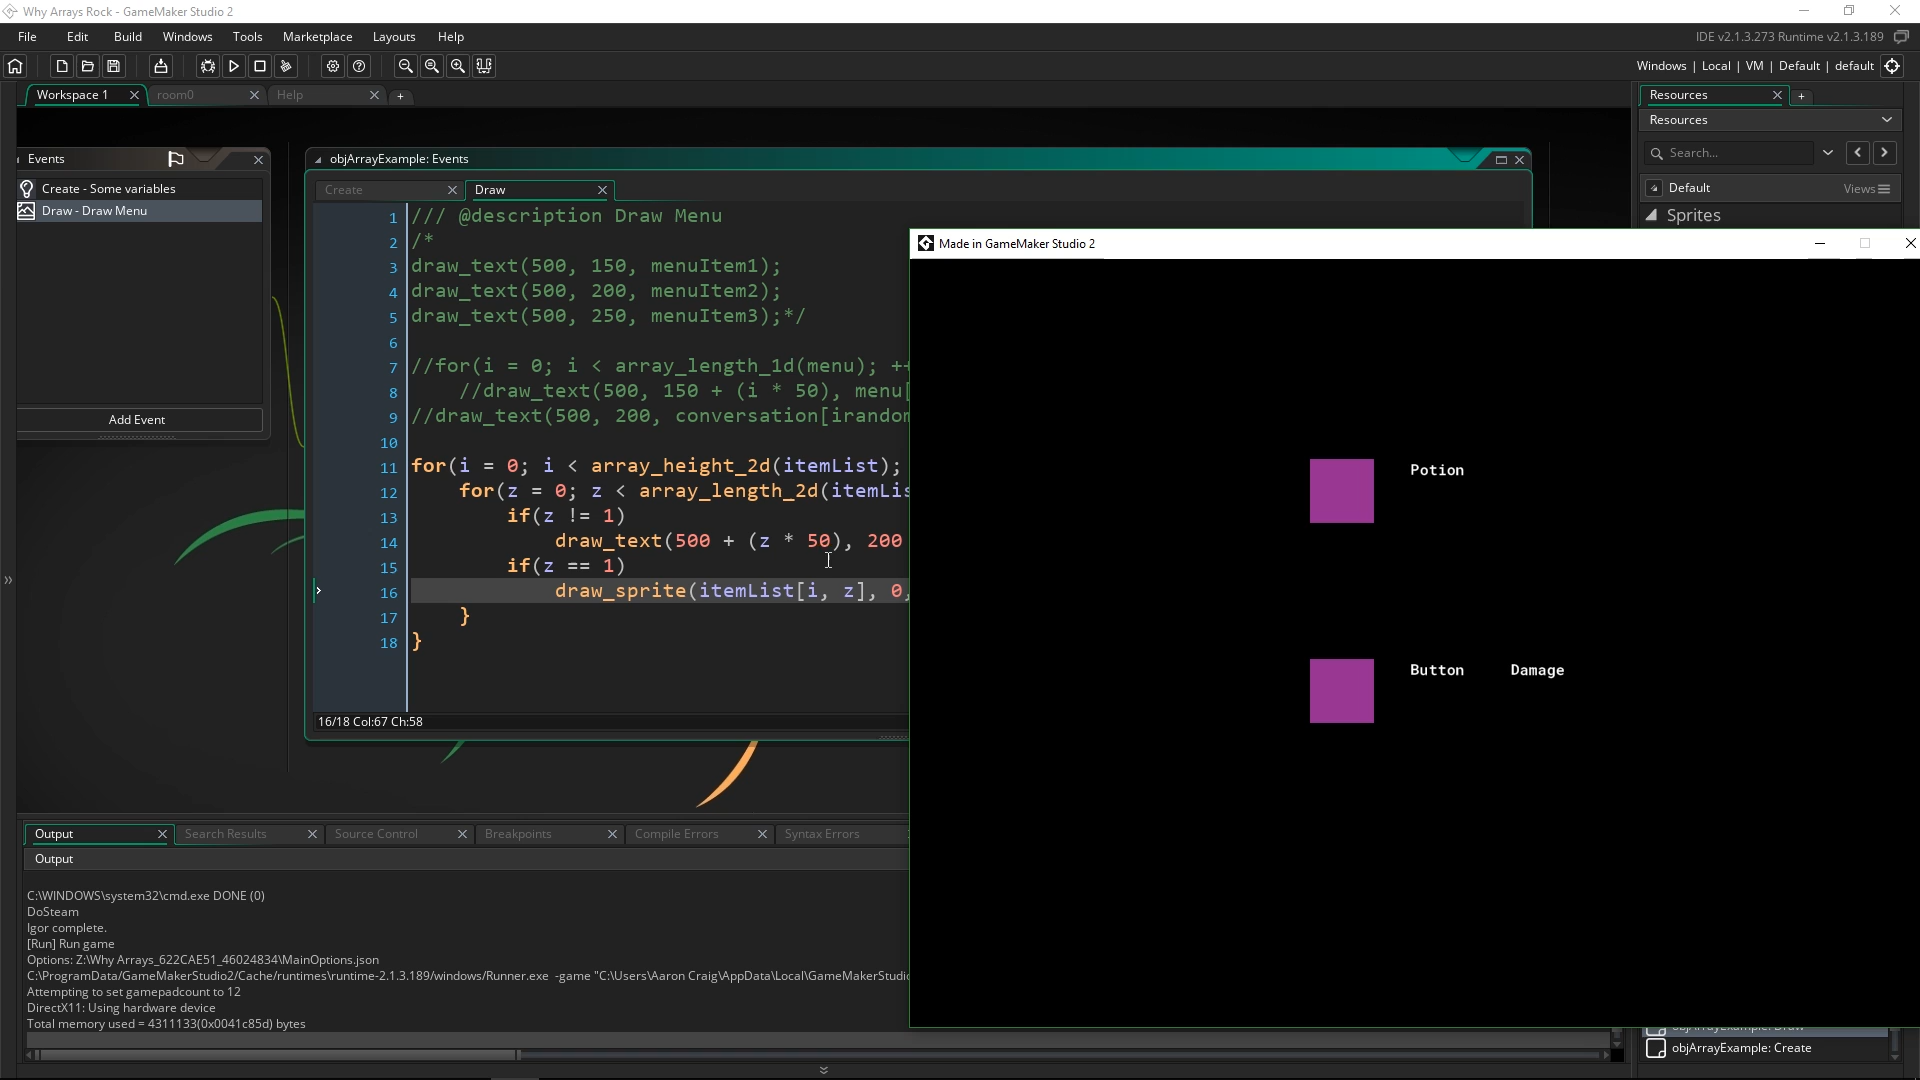 Why Arrays Rock - GameMaker Studio 2
File Edit Build Windows Tools Marketplace Layouts Help
IDE v2.1.3.273 Runtime v2.1.3.189
Windows | Local | VM | Default | default
Workspace 1
room0
Help
+
Resources
+
Resources
Search...
Default
Views
Sprites
Events
Create - Some variables
Draw - Draw Menu
Add Event
objArrayExample: Events
Create
Draw
1 /// @description Draw Menu
2 /*
3 draw_text(500, 150, menuItem1);
4 draw_text(500, 200, menuItem2);
5 draw_text(500, 250, menuItem3);*/
6
7 //for(i = 0; i < array_length_1d(menu); ++
8 //draw_text(500, 150 + (i * 50), menu[
9 //draw_text(500, 200, conversation[irandom
10
11 for(i = 0; i < array_height_2d(itemList);
12 for(z = 0; z < array_length_2d(itemLis
13 if(z != 1)
14 draw_text(500 + (z * 50), 200
15 if(z == 1)
16 draw_sprite(itemList[i, z], 0,
17 }
18 }
16/18 Col:67 Ch:58
Made in GameMaker Studio 2
Potion
Button Damage
Output
Search Results
Source Control
Breakpoints
Compile Errors
Syntax Errors
Output
C:\WINDOWS\system32\cmd.exe DONE (0)
DoSteam
Igor complete.
[Run] Run game
Options: Z:\Why Arrays_622CAE51_46024834\MainOptions.json
C:\ProgramData/GameMakerStudio2/Cache/runtimes\runtime-2.1.3.189/windows/Runner.exe -game "C:\Users\Aaron Craig\AppData\Local\GameMakerStudio
Attempting to set gamepadcount to 12
DirectX11: Using hardware device
Total memory used = 4311133(0x0041c85d) bytes
objArrayExample: Draw
objArrayExample: Create